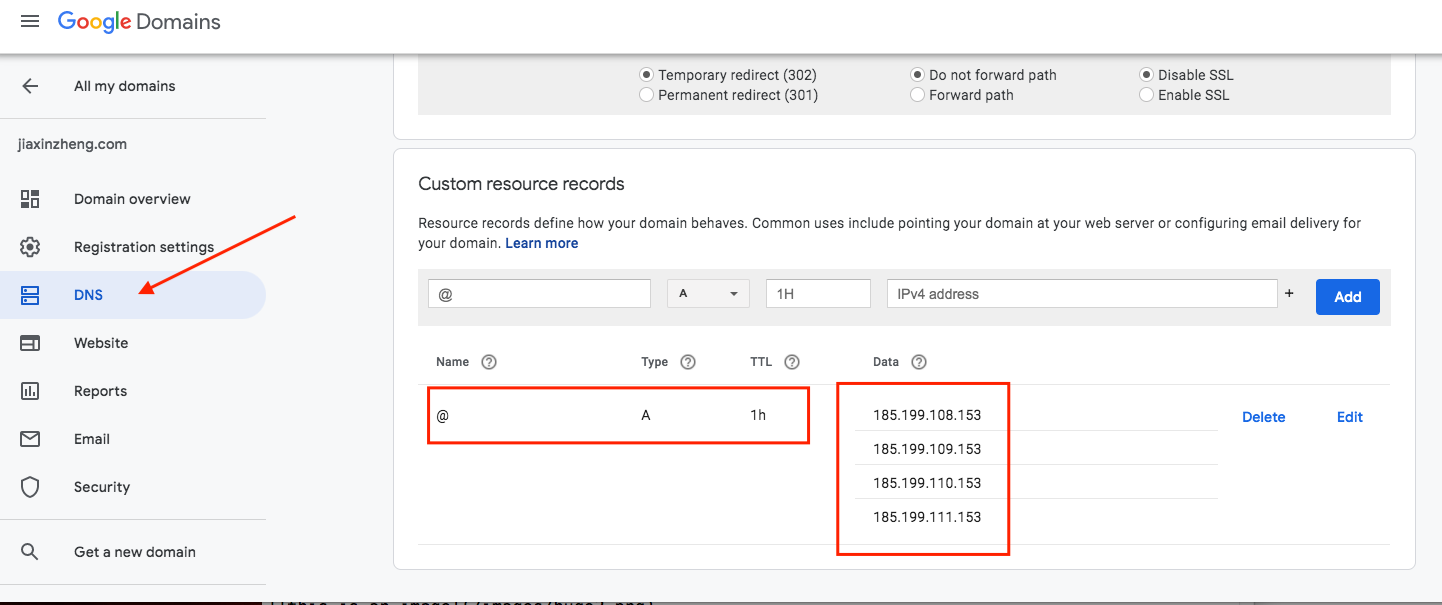 Google Domains
All my domains
jiaxinzheng.com
Domain overview
Registration settings
DNS
Website
Reports
Email
Security
Get a new domain
Temporary redirect (302)
Do not forward path
Disable SSL
Permanent redirect (301)
Forward path
Enable SSL
Custom resource records
Resource records define how your domain behaves. Common uses include pointing your domain at your web server or configuring email delivery for
your domain. Learn more
@ A 1H IPv4 address + Add
Name ? Type ? TTL ? Data ?
@ A 1h 185.199.108.153 Delete Edit
185.199.109.153
185.199.110.153
185.199.111.153